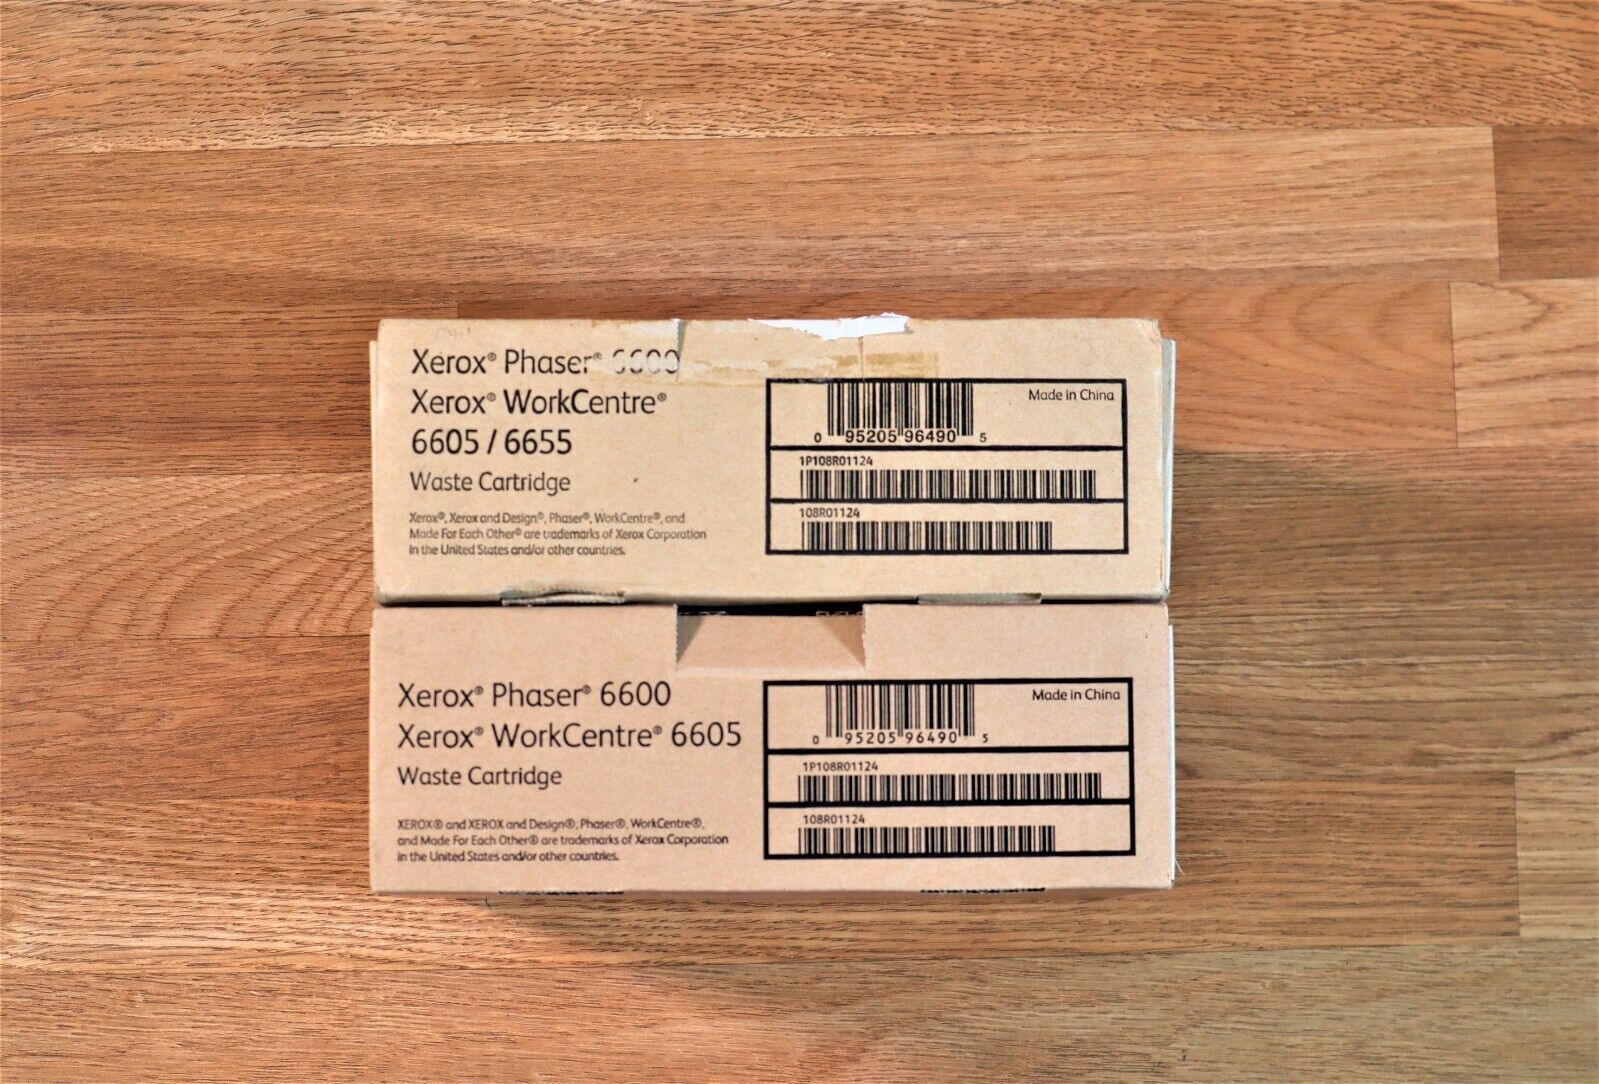 Xerox® Phaser® 6600
Xerox® WorkCentre®
6605 / 6655
Waste Cartridge
Xerox®, Xerox and Design®, Phaser®, WorkCentre®, and
Made For Each Other® are trademarks of Xerox Corporation
in the United States and/or other countries.
Made in China
0 95205 96490 5
1P108R01124
108R01124
Xerox® Phaser® 6600
Xerox® WorkCentre® 6605
Waste Cartridge
XEROX® and XEROX and Design®, Phaser®, WorkCentre®,
and Made For Each Other® are trademarks of Xerox Corporation
in the United States and/or other countries.
Made in China
0 95205 96490 5
1P108R01124
108R01124